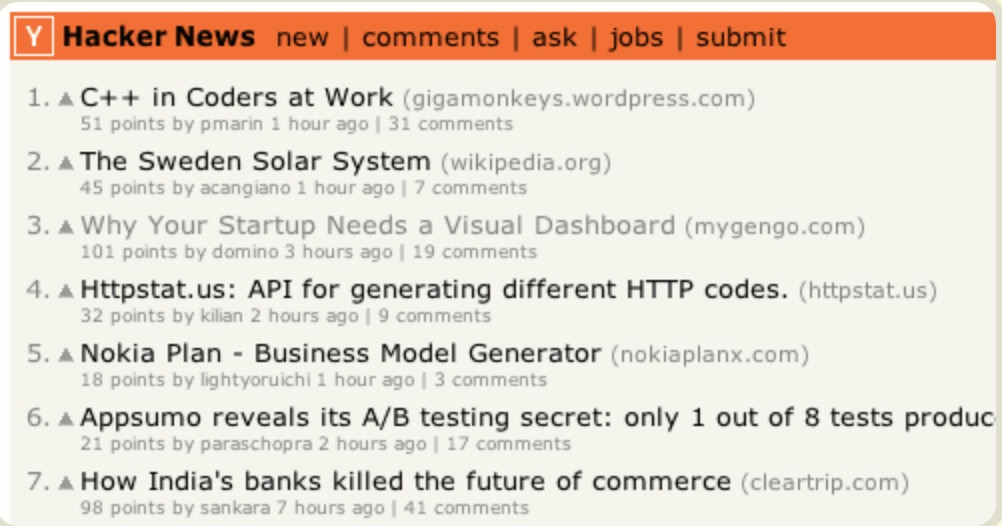 Y Hacker News new | comments | ask | jobs | submit
1. ▲ C++ in Coders at Work (gigamonkeys.wordpress.com)
51 points by pmarin 1 hour ago | 31 comments
2. ▲ The Sweden Solar System (wikipedia.org)
45 points by acangiano 1 hour ago | 7 comments
3. ▲ Why Your Startup Needs a Visual Dashboard (mygengo.com)
101 points by domino 3 hours ago | 19 comments
4. ▲ Httpstat.us: API for generating different HTTP codes. (httpstat.us)
32 points by kilian 2 hours ago | 9 comments
5. ▲ Nokia Plan - Business Model Generator (nokiaplanx.com)
18 points by lightyoruichi 1 hour ago | 3 comments
6. ▲ Appsumo reveals its A/B testing secret: only 1 out of 8 tests produc
21 points by paraschopra 2 hours ago | 17 comments
7. ▲ How India's banks killed the future of commerce (cleartrip.com)
98 points by sankara 7 hours ago | 41 comments